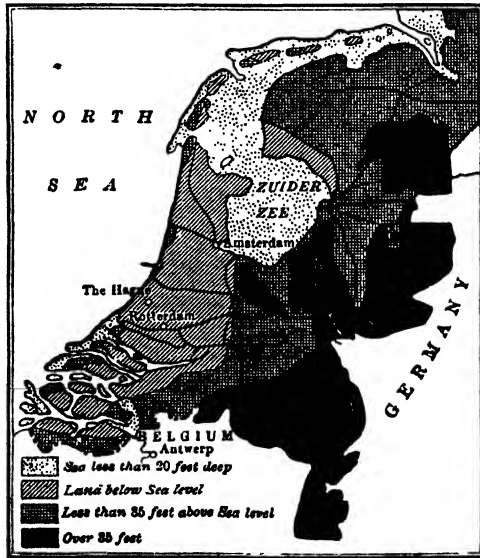 NORTH
SEA
ZUIDER
ZEE
Amsterdam
The Hague
Rotterdam
GERMANY
BELGIUM
Antwerp
Sea less than 20 feet deep
Land below Sea level
Less than 35 feet above Sea level
Over 35 feet